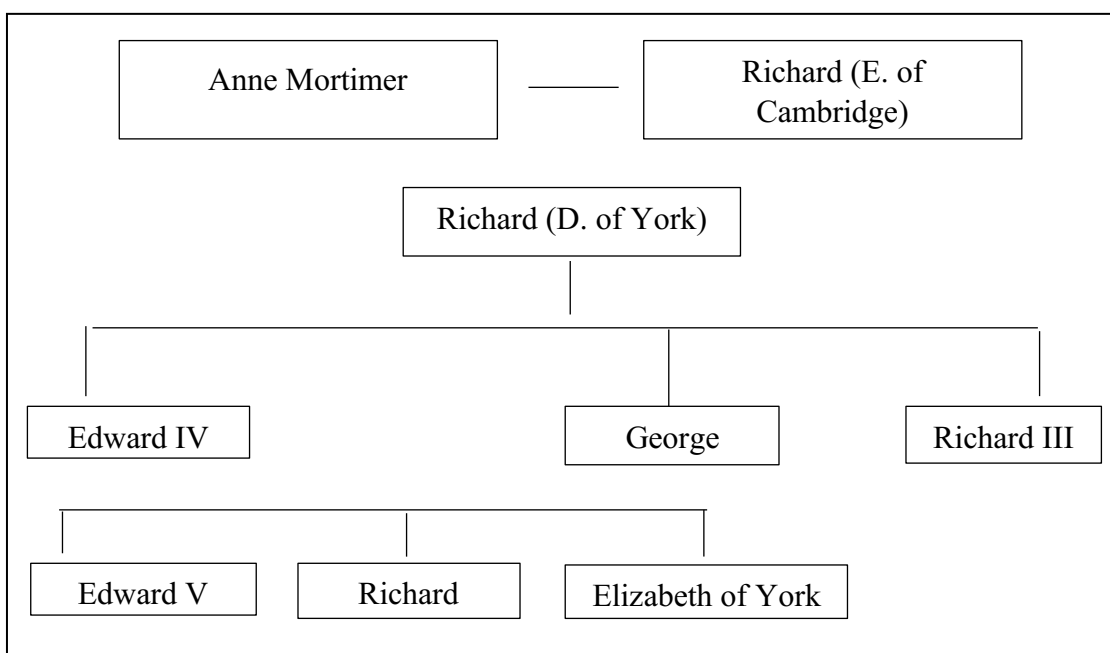 Anne Mortimer
Richard (E. of
Cambridge)
Richard (D. of York)
Edward IV
George
Richard III
Edward V
Richard
Elizabeth of York